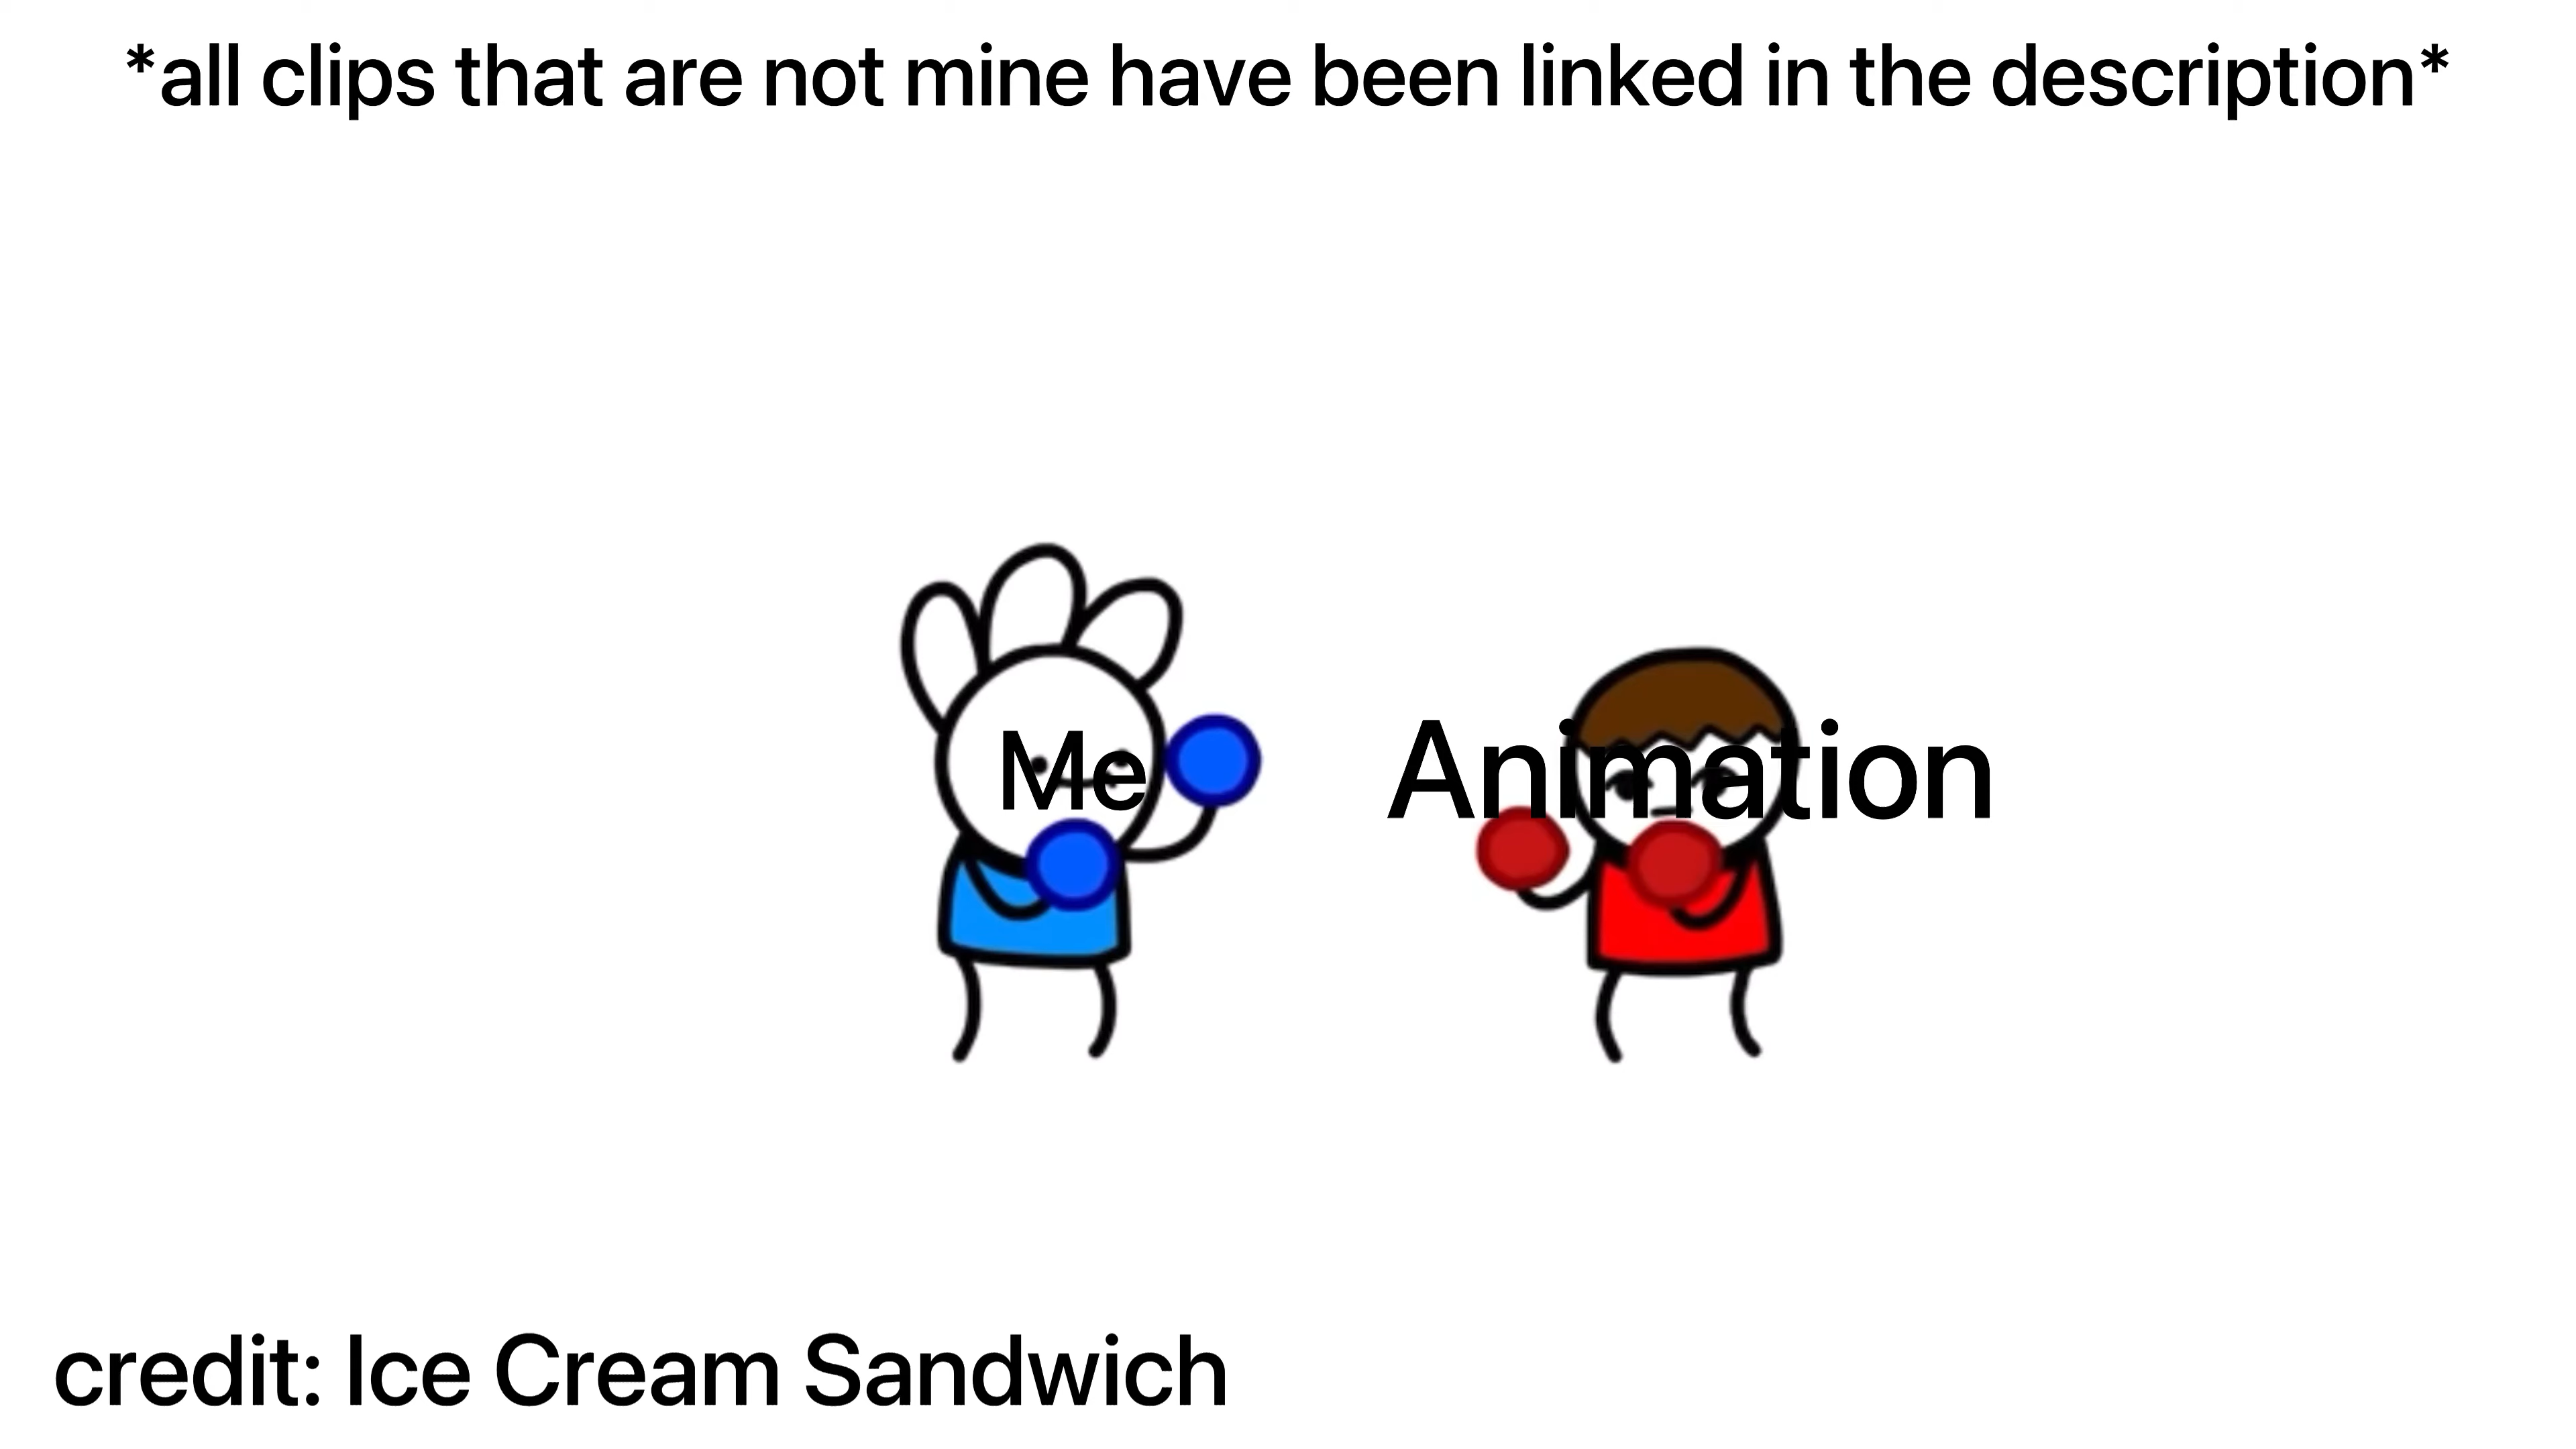 *all clips that are not mine have been linked in the description*
Me
Animation
credit: Ice Cream Sandwich